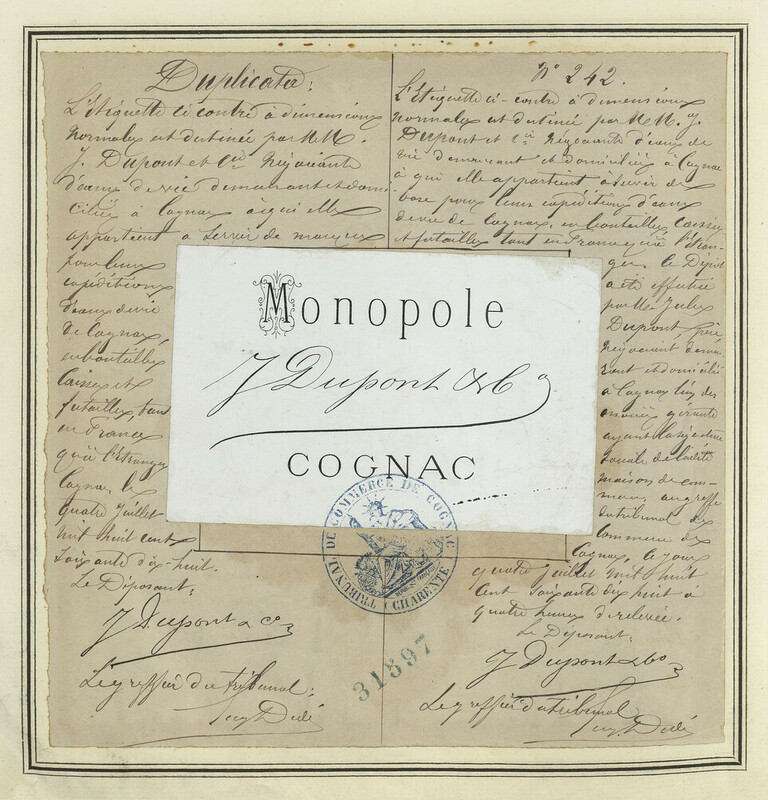 Duplicata:
L'étiquette ci contre à dimensions
normales est destinée par M.M.
J. Dupont et Cie Négociants
d'eaux de vie demeurant et domi
ciliés à Cognac à qui elle
appartient a servir de marque
pour leurs
expéditions
d'eaux de vie
de Cognac,
en bouteilles
Caisses et
futailles tant
en France
qu'à l'étranger
Cognac, le
quatre Juillet
mil huit cent
soixante dix-huit.
Le Déposant:
J Dupont & Co
Le greffier du tribunal:
No 242.
L'étiquette ci-contre à dimensions
normales est destinée par M.M. J.
Dupont et Cie Négociants d'eaux de
vie demeurant et domiciliés à Cognac
à qui elle appartient à servir de
base pour leurs expéditions d'eaux
de vie de Cognac, en bouteilles, caisses
et futailles tant en France qu'à l'étran-
ger. Le Dépôt
a été effectué
par M. Jules
Dupont, père
Négociant demeu
rant et domicilié
à Cognac l'un des
gérants
ayant la signature
sociale de ladite
maison de com-
merce au greffe
du tribunal de
Commerce de
Cognac, le jour
quatre Juillet mil huit
cent soixante dix huit à
quatre heures de relevée.
Le Déposant:
J Dupont & Co
Le greffier du tribunal
Monopole
J Dupont & Co
COGNAC
TRIBUNAL DE COMMERCE DE COGNAC
CHARENTE
31897